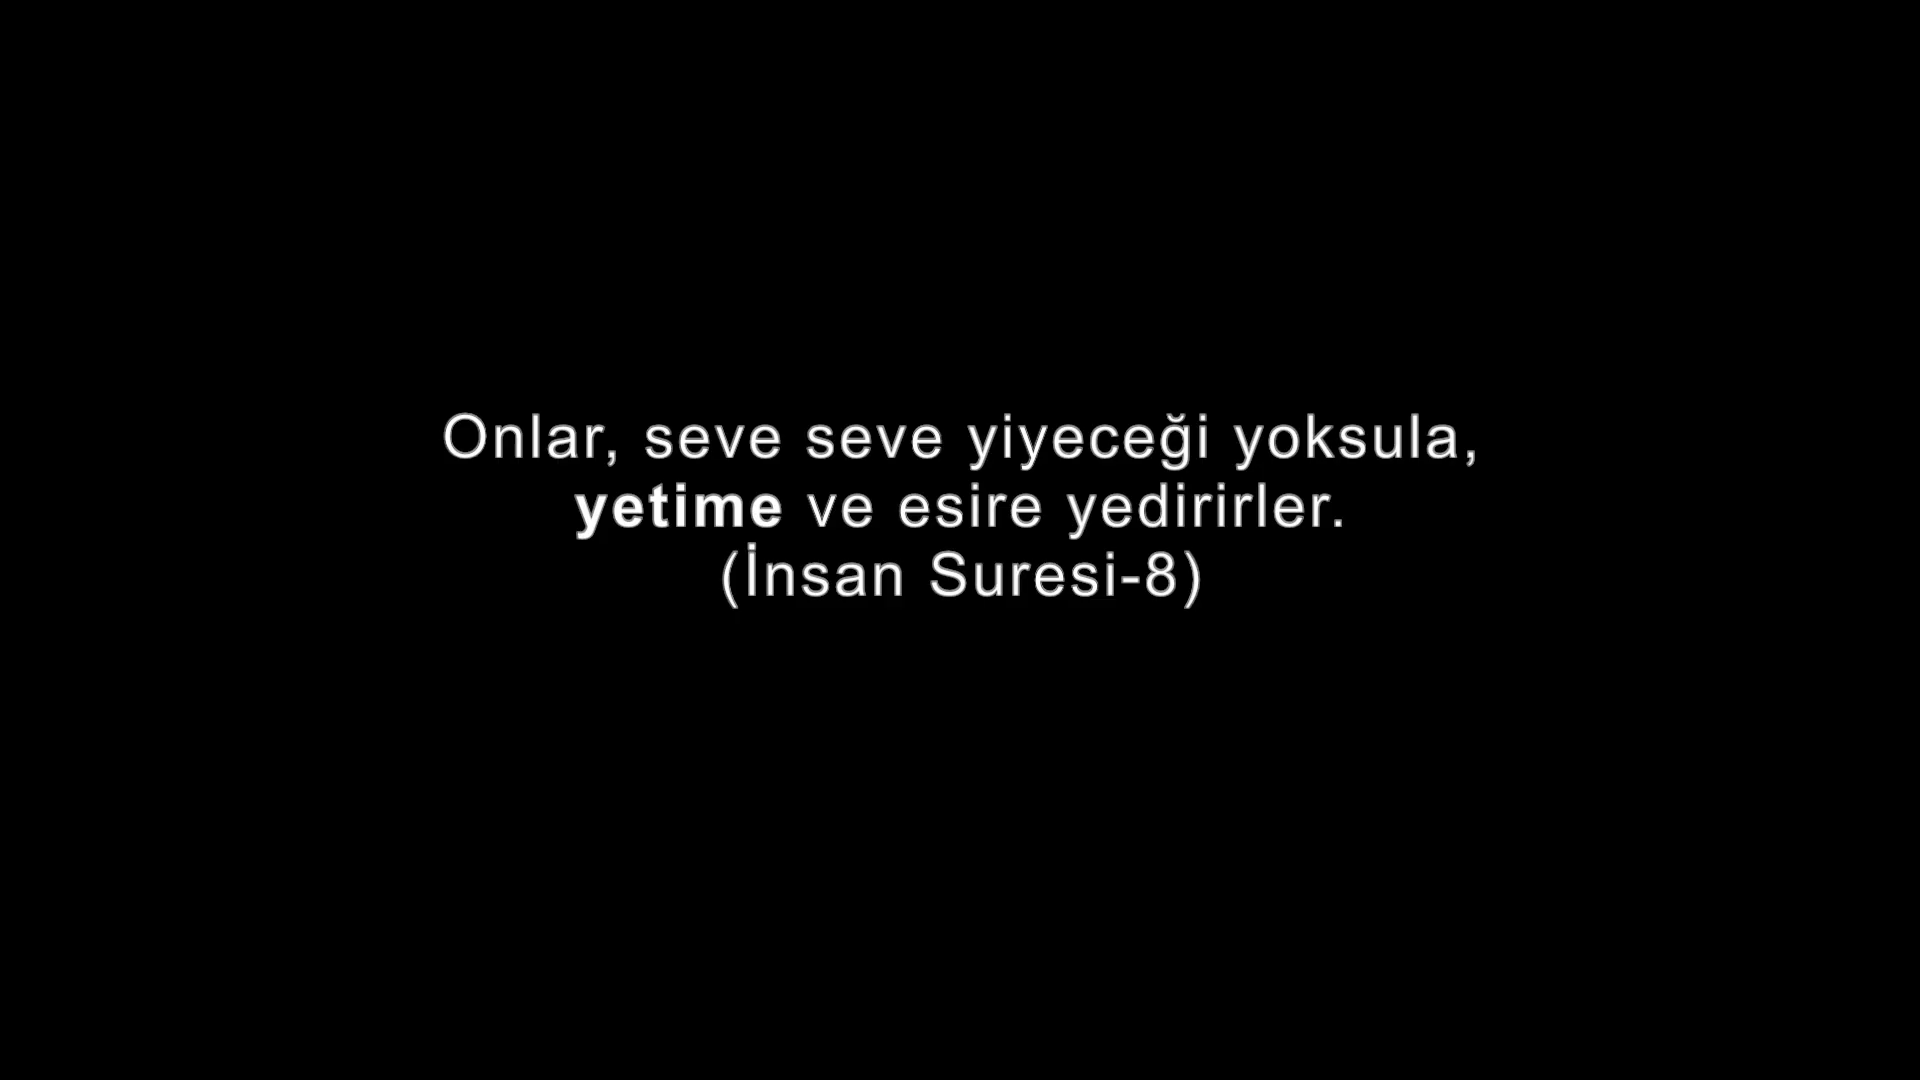 Onlar, seve seve yiyeceği yoksula,
yetime ve esire yedirirler.
(İnsan Suresi-8)